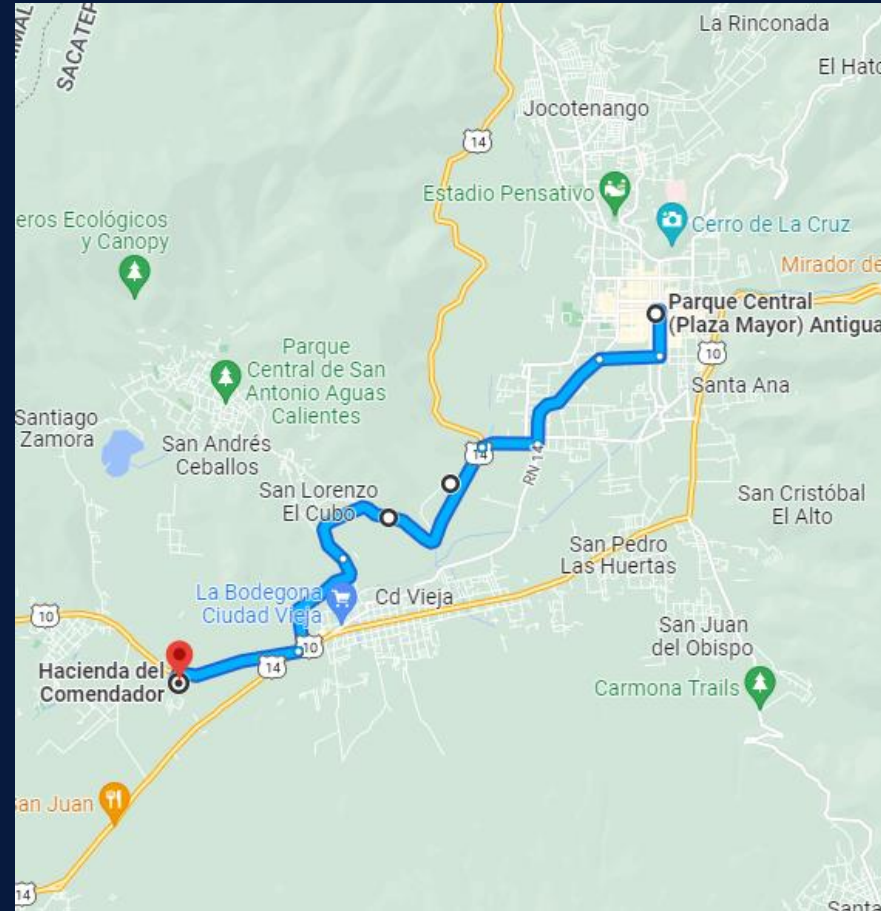 IMAL
SACATEP
La Rinconada
El Hato
Jocotenango
14
Estadio Pensativo
Cerro de La Cruz
eros Ecológicos
y Canopy
Mirador de
Parque Central
(Plaza Mayor) Antigua
10
Parque
Central de San
Antonio Aguas
Calientes
Santa Ana
Santiago
Zamora
San Andrés
Ceballos
14
RN 14
San Lorenzo
El Cubo
San Cristóbal
El Alto
San Pedro
Las Huertas
La Bodegona
Ciudad Vieja
Cd Vieja
10
San Juan
del Obispo
10
14
Hacienda del
Comendador
Carmona Trails
San Juan
14
Santa